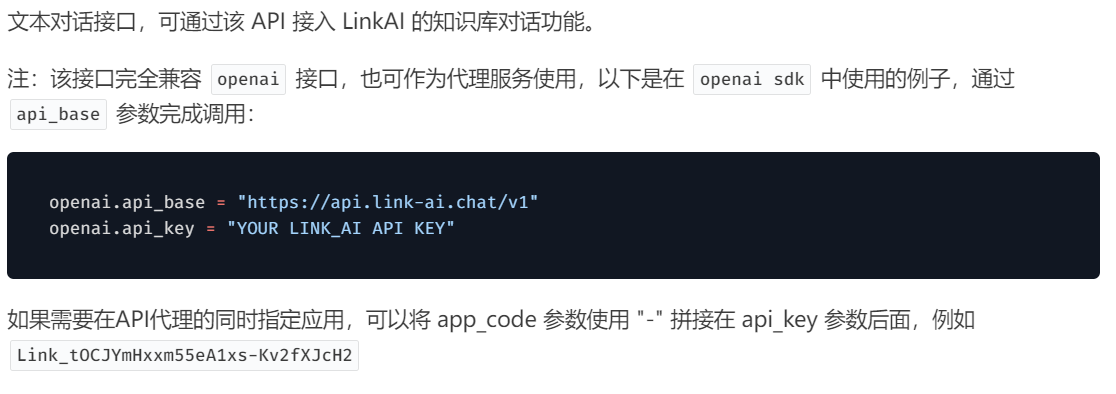 文本对话接口，可通过该 API 接入 LinkAI 的知识库对话功能。
注：该接口完全兼容 openai 接口，也可作为代理服务使用，以下是在 openai sdk 中使用的例子，通过
api_base 参数完成调用：
openai.api_base = "https://api.link-ai.chat/v1"
openai.api_key = "YOUR LINK_AI API KEY"
如果需要在API代理的同时指定应用，可以将 app_code 参数使用 "-" 拼接在 api_key 参数后面，例如
Link_tOCJYmHxxm55eA1xs-Kv2fXJcH2